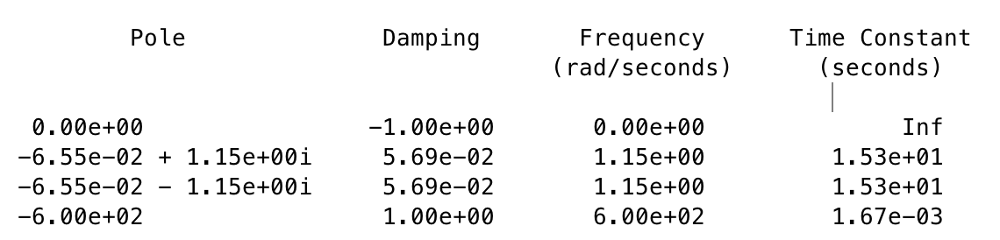 Pole Damping Frequency Time Constant
(rad/seconds) (seconds)
0.00e+00 -1.00e+00 0.00e+00 Inf
-6.55e-02 + 1.15e+00i 5.69e-02 1.15e+00 1.53e+01
-6.55e-02 - 1.15e+00i 5.69e-02 1.15e+00 1.53e+01
-6.00e+02 1.00e+00 6.00e+02 1.67e-03